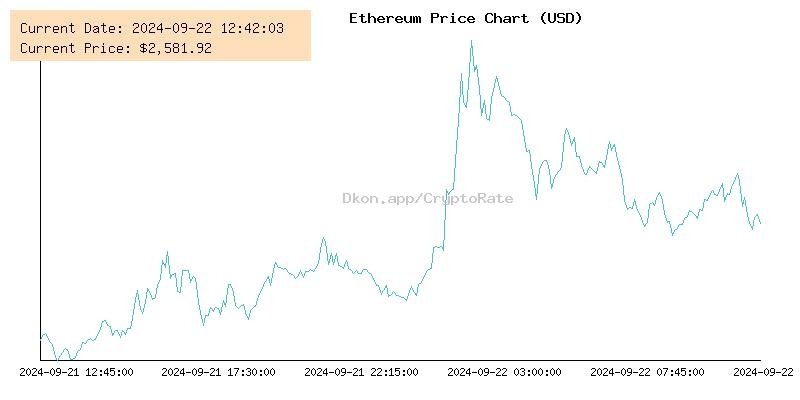 Ethereum Price Chart (USD)
Current Date: 2024-09-22 12:42:03
Current Price: $2,581.92
Dkon.app/CryptoRate
2024-09-21 12:45:00 2024-09-21 17:30:00 2024-09-21 22:15:00 2024-09-22 03:00:00 2024-09-22 07:45:00 2024-09-22